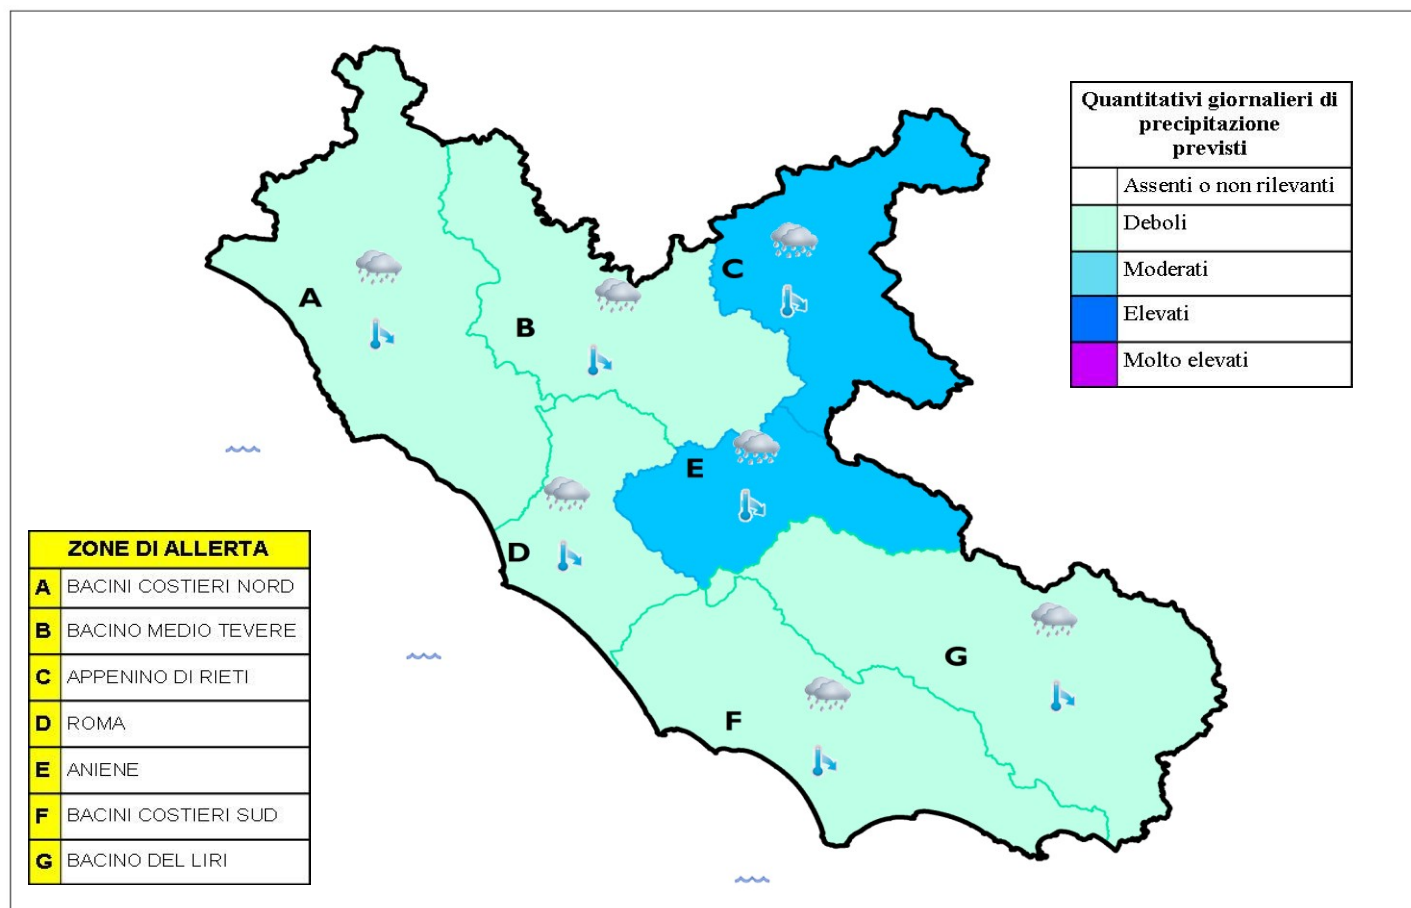 Quantitativi giornalieri di
precipitazione
previsti
Assenti o non rilevanti
Deboli
Moderati
Elevati
Molto elevati
A
B
C
D
E
F
G
ZONE DI ALLERTA
A BACINI COSTIERI NORD
B BACINO MEDIO TEVERE
C APPENINO DI RIETI
D ROMA
E ANIENE
F BACINI COSTIERI SUD
G BACINO DEL LIRI